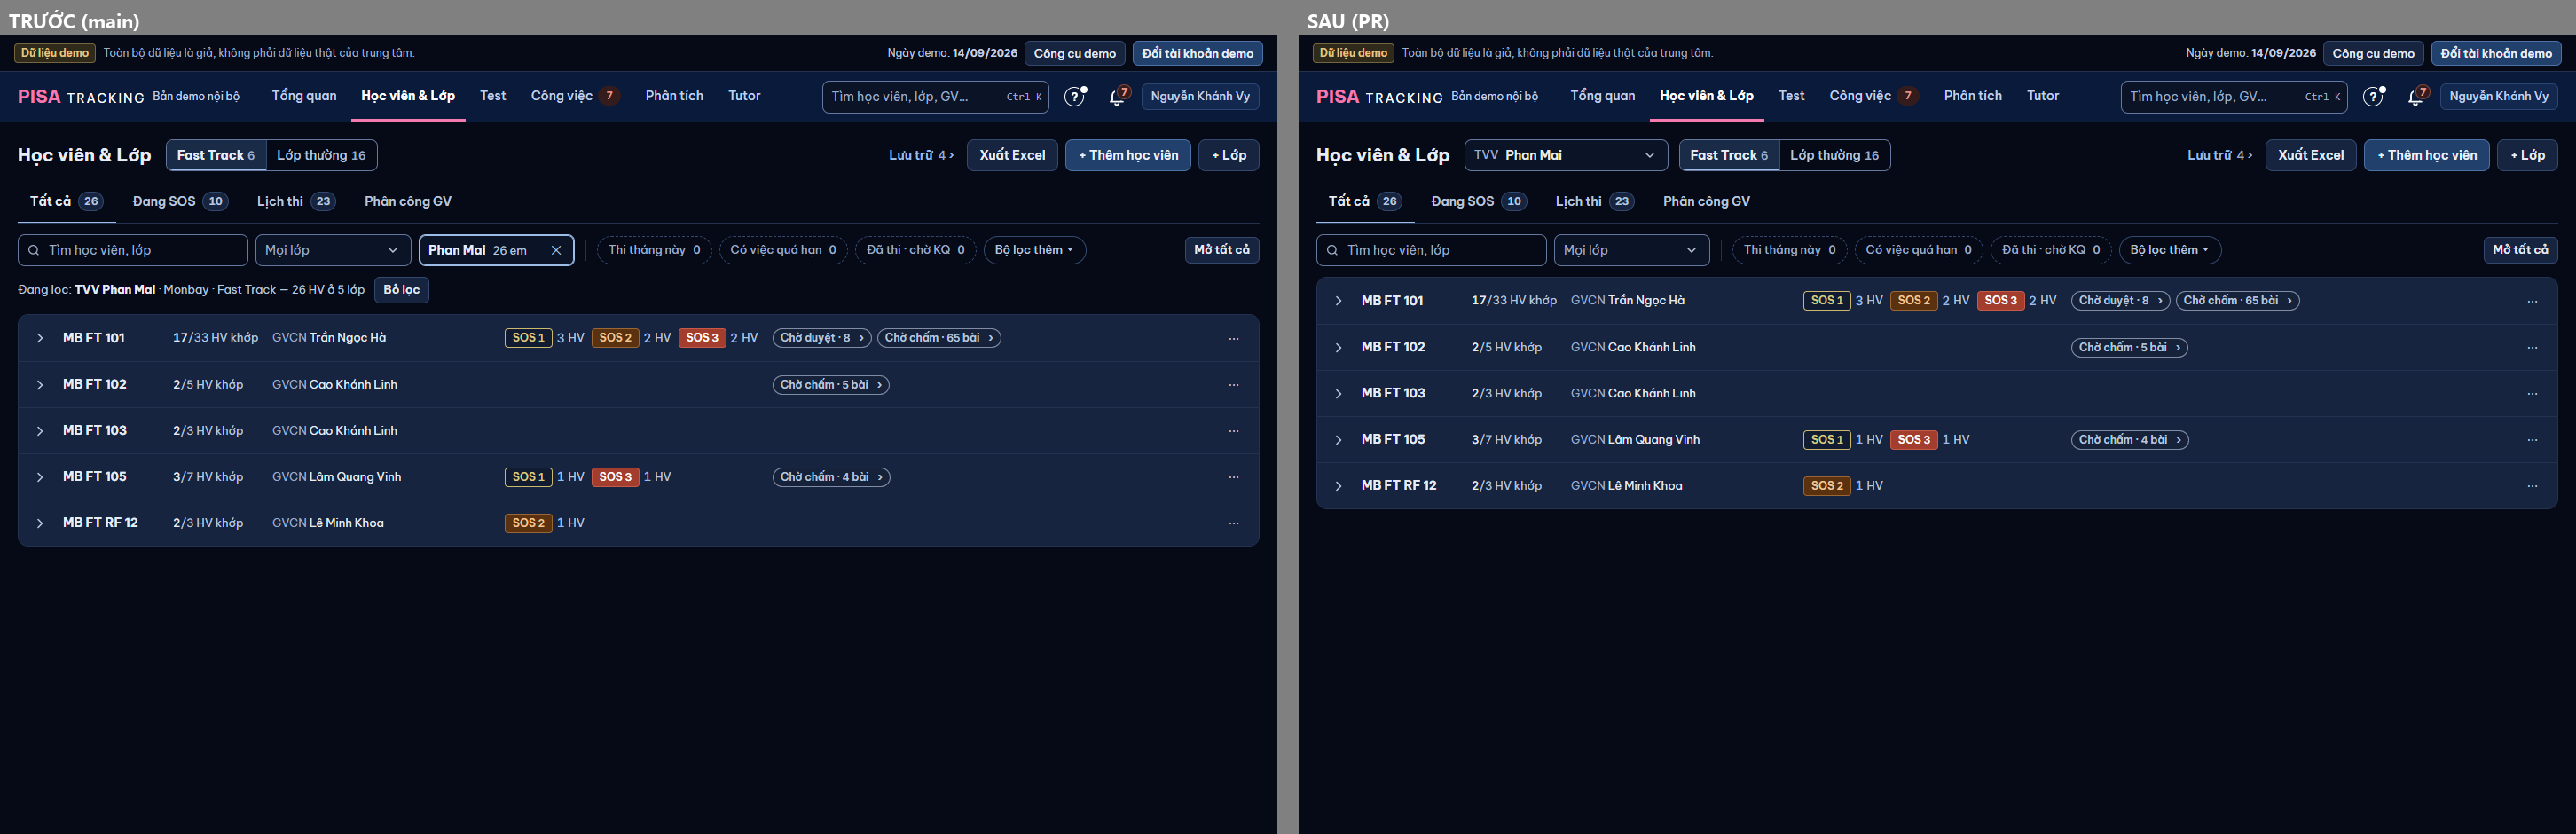 TRƯỚC (main)
Dữ liệu demo Toàn bộ dữ liệu là giả, không phải dữ liệu thật của trung tâm. Ngày demo: 14/09/2026 Công cụ demo Đổi tài khoản demo
PISA TRACKING Bản demo nội bộ Tổng quan Học viên & Lớp Test Công việc 7 Phân tích Tutor Tìm học viên, lớp, GV... Ctrl K ? 7 Nguyễn Khánh Vy
Học viên & Lớp Fast Track 6 Lớp thường 16 Lưu trữ 4 › Xuất Excel + Thêm học viên + Lớp
Tất cả 26 Đang SOS 10 Lịch thi 23 Phân công GV
Tìm học viên, lớp Mọi lớp Phan Mai 26 em Thi tháng này 0 Có việc quá hạn 0 Đã thi · chờ KQ 0 Bộ lọc thêm Mở tất cả
Đang lọc: TVV Phan Mai · Monbay · Fast Track — 26 HV ở 5 lớp Bỏ lọc
MB FT 101 17/33 HV khớp GVCN Trần Ngọc Hà SOS 1 3 HV SOS 2 2 HV SOS 3 2 HV Chờ duyệt · 8 › Chờ chấm · 65 bài › ...
MB FT 102 2/5 HV khớp GVCN Cao Khánh Linh Chờ chấm · 5 bài › ...
MB FT 103 2/3 HV khớp GVCN Cao Khánh Linh ...
MB FT 105 3/7 HV khớp GVCN Lâm Quang Vinh SOS 1 1 HV SOS 3 1 HV Chờ chấm · 4 bài › ...
MB FT RF 12 2/3 HV khớp GVCN Lê Minh Khoa SOS 2 1 HV ...
SAU (PR)
Dữ liệu demo Toàn bộ dữ liệu là giả, không phải dữ liệu thật của trung tâm. Ngày demo: 14/09/2026 Công cụ demo Đổi tài khoản demo
PISA TRACKING Bản demo nội bộ Tổng quan Học viên & Lớp Test Công việc 7 Phân tích Tutor Tìm học viên, lớp, GV... Ctrl K ? 7 Nguyễn Khánh Vy
Học viên & Lớp TVV Phan Mai Fast Track 6 Lớp thường 16 Lưu trữ 4 › Xuất Excel + Thêm học viên + Lớp
Tất cả 26 Đang SOS 10 Lịch thi 23 Phân công GV
Tìm học viên, lớp Mọi lớp Thi tháng này 0 Có việc quá hạn 0 Đã thi · chờ KQ 0 Bộ lọc thêm Mở tất cả
MB FT 101 17/33 HV khớp GVCN Trần Ngọc Hà SOS 1 3 HV SOS 2 2 HV SOS 3 2 HV Chờ duyệt · 8 › Chờ chấm · 65 bài › ...
MB FT 102 2/5 HV khớp GVCN Cao Khánh Linh Chờ chấm · 5 bài › ...
MB FT 103 2/3 HV khớp GVCN Cao Khánh Linh ...
MB FT 105 3/7 HV khớp GVCN Lâm Quang Vinh SOS 1 1 HV SOS 3 1 HV Chờ chấm · 4 bài › ...
MB FT RF 12 2/3 HV khớp GVCN Lê Minh Khoa SOS 2 1 HV ...